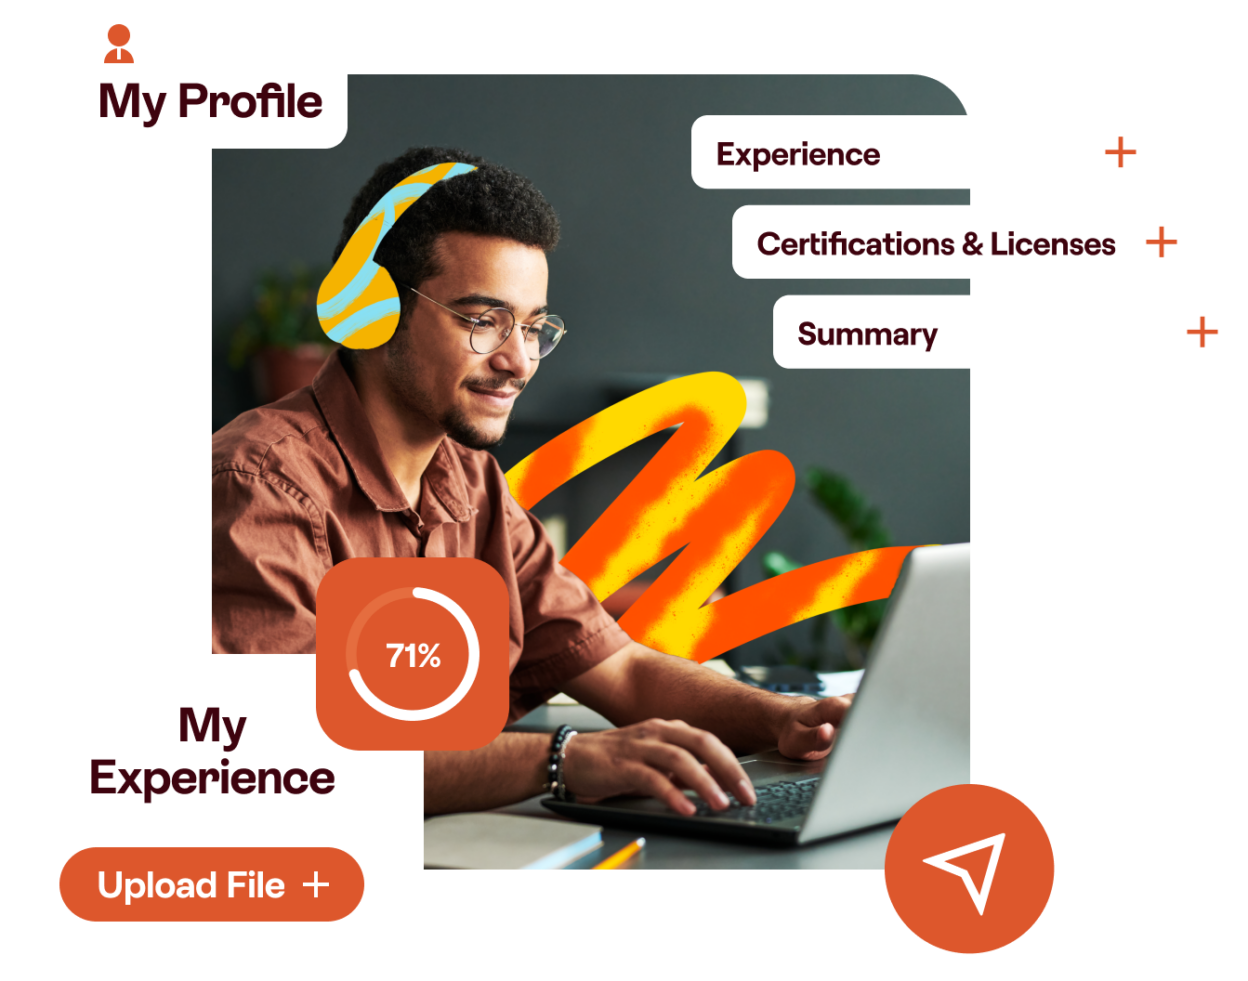 My Profile
Experience
Certifications & Licenses
Summary
71%
My
Experience
Upload File